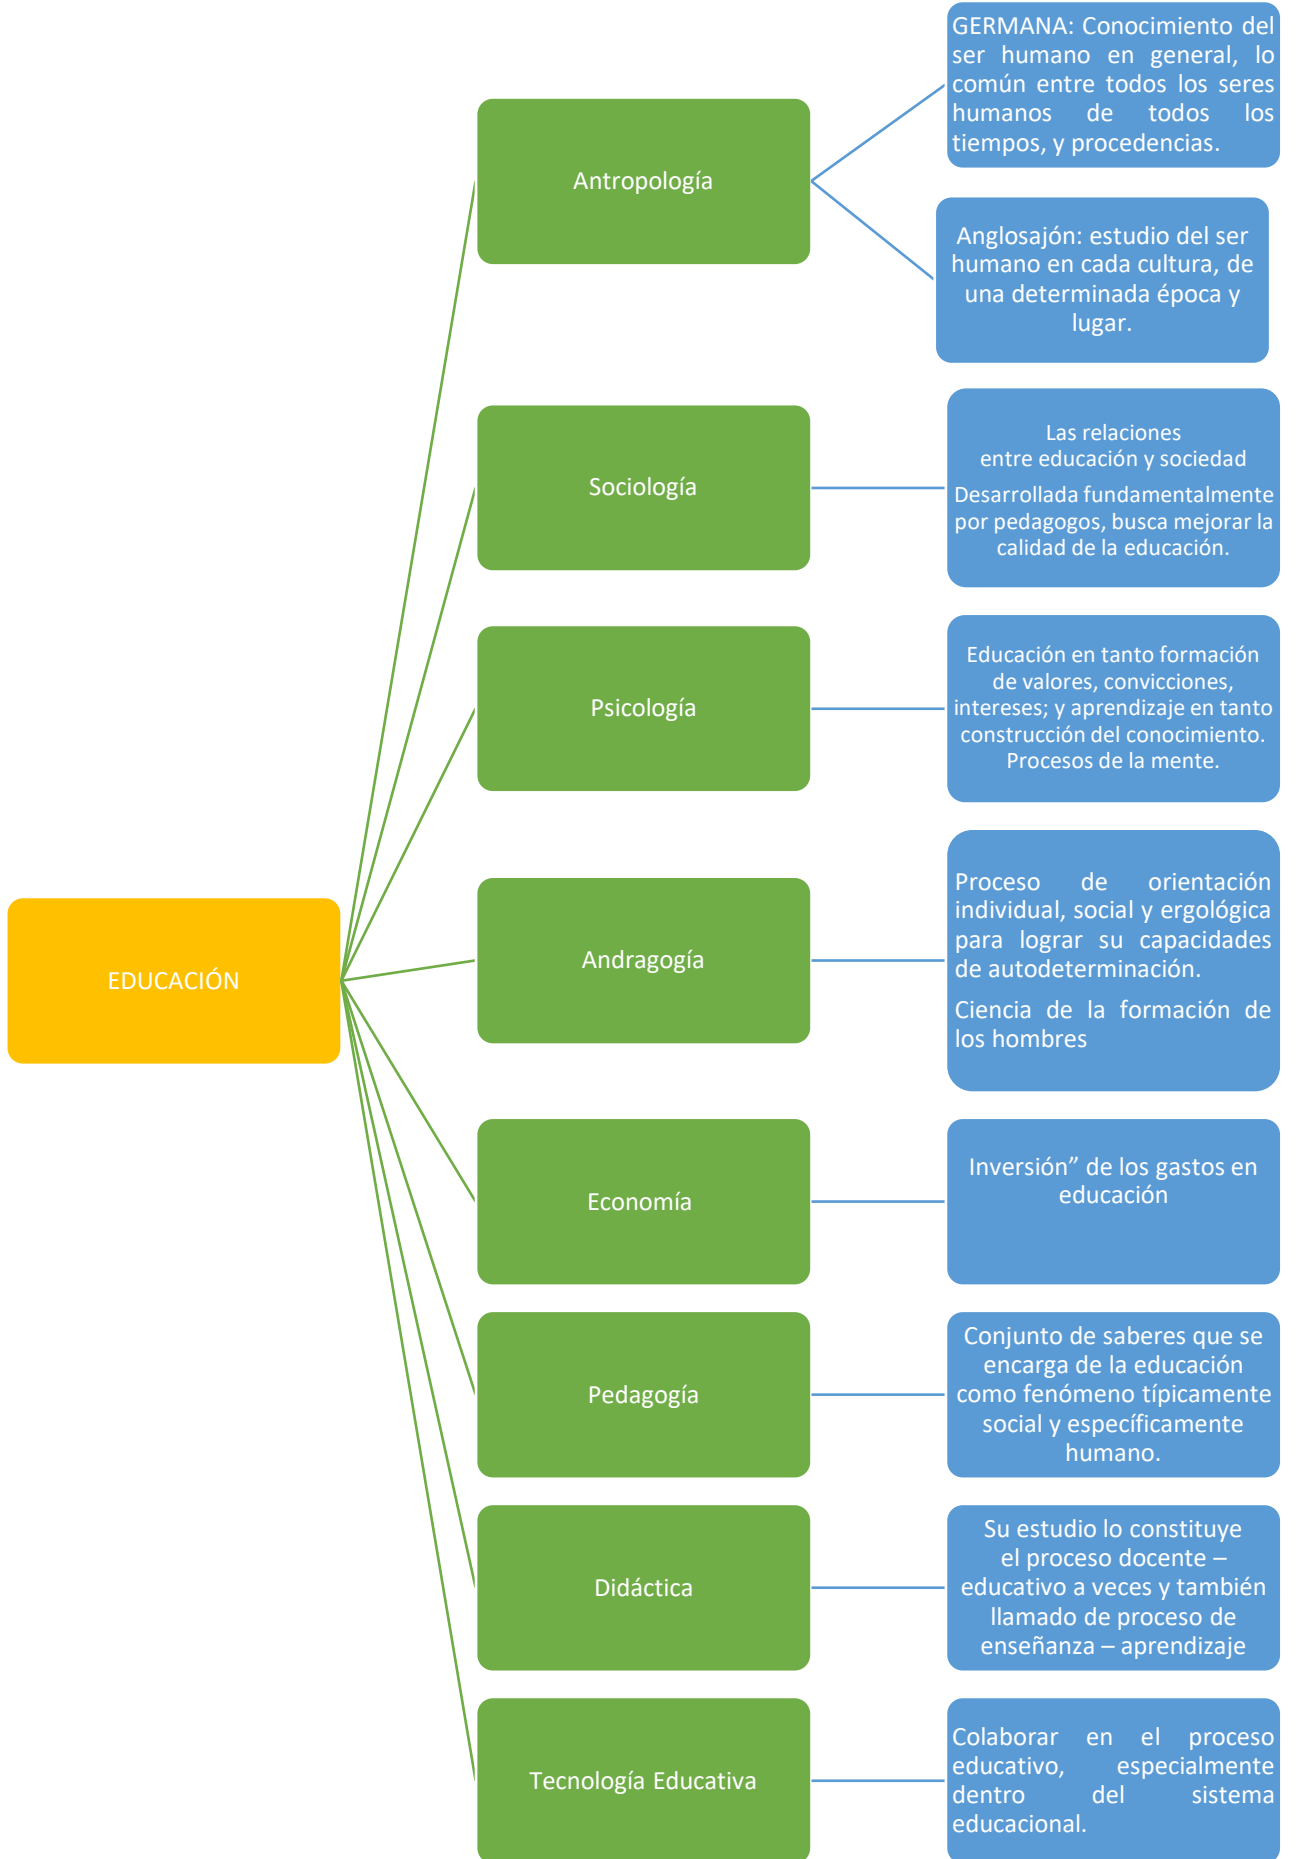 EDUCACIÓN
Antropología
GERMANA: Conocimiento del
ser humano en general, lo
común entre todos los seres
humanos de todos los
tiempos, y procedencias.
Anglosajón: estudio del ser
humano en cada cultura, de
una determinada época y
lugar.
Sociología
Las relaciones
entre educación y sociedad
Desarrollada fundamentalmente
por pedagogos, busca mejorar la
calidad de la educación.
Psicología
Educación en tanto formación
de valores, convicciones,
intereses; y aprendizaje en tanto
construcción del conocimiento.
Procesos de la mente.
Andragogía
Proceso de orientación
individual, social y ergológica
para lograr su capacidades
de autodeterminación.
Ciencia de la formación de
los hombres
Economía
Inversión” de los gastos en
educación
Pedagogía
Conjunto de saberes que se
encarga de la educación
como fenómeno típicamente
social y específicamente
humano.
Didáctica
Su estudio lo constituye
el proceso docente –
educativo a veces y también
llamado de proceso de
enseñanza – aprendizaje
Tecnología Educativa
Colaborar en el proceso
educativo, especialmente
dentro del sistema
educacional.